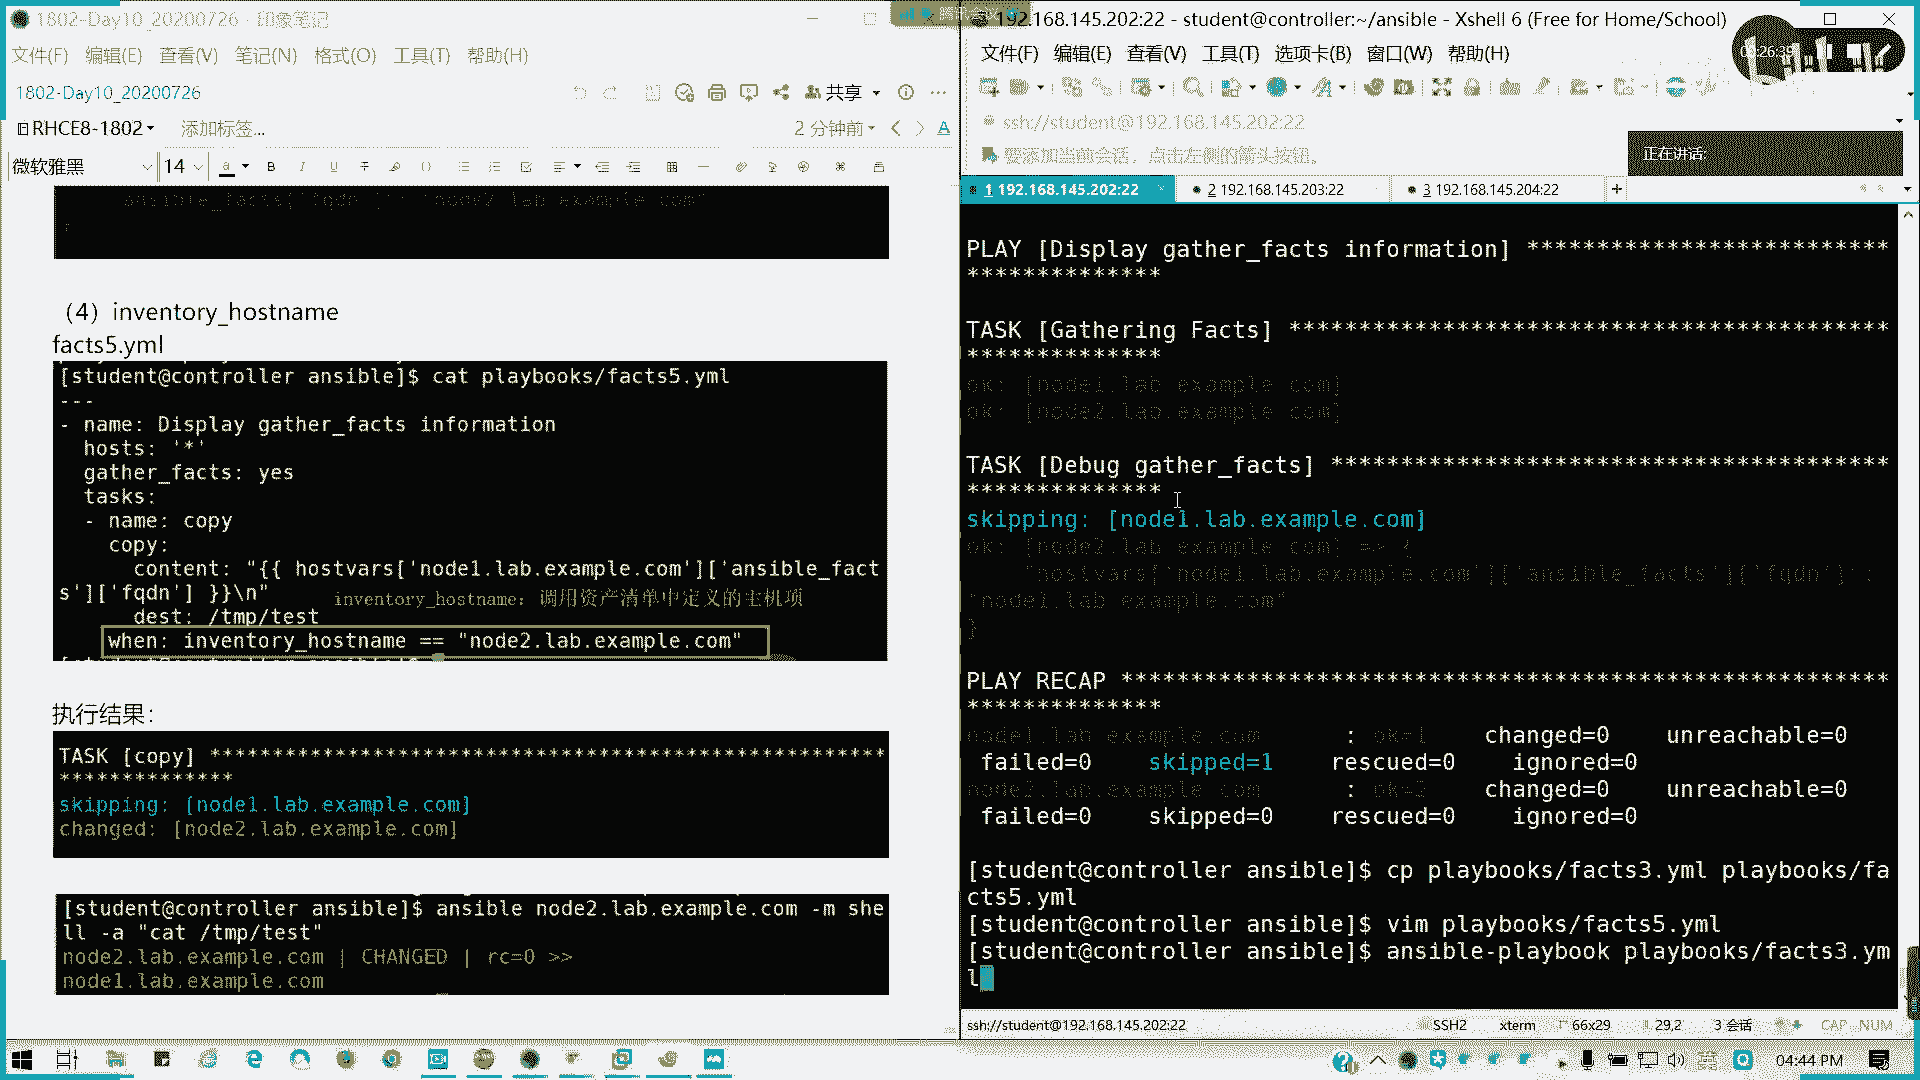 1802-Day10_20200726 - 印象笔记
文件(F) 编辑(E) 查看(V) 笔记(N) 格式(O) 工具(T) 帮助(H)
1802-Day10_20200726
共享
RHCE8-1802
添加标签...
2 分钟前
微软雅黑
14
ansible_facts['fqdn']": "node2.lab.example.com"
（4）inventory_hostname
facts5.yml
[student@controller ansible]$ cat playbooks/facts5.yml
---
- name: Display gather_facts information
hosts: '*'
gather_facts: yes
tasks:
- name: copy
copy:
content: "{{ hostvars['node1.lab.example.com']['ansible_fact
s']['fqdn'] }}\n"
inventory_hostname：调用资产清单中定义的主机项
dest: /tmp/test
when: inventory_hostname == "node2.lab.example.com"
执行结果：
TASK [copy] *******************************************************
**************
skipping: [node1.lab.example.com]
changed: [node2.lab.example.com]
[student@controller ansible]$ ansible node2.lab.example.com -m she
ll -a "cat /tmp/test"
node2.lab.example.com | CHANGED | rc=0 >>
node1.lab.example.com
腾讯会议
192.168.145.202:22 - student@controller:~/ansible - Xshell 6 (Free for Home/School)
文件(F) 编辑(E) 查看(V) 工具(T) 选项卡(B) 窗口(W) 帮助(H)
ssh://student@192.168.145.202:22
要添加当前会话，点击左侧的箭头按钮。
正在讲话:
1 192.168.145.202:22
2 192.168.145.203:22
3 192.168.145.204:22
PLAY [Display gather_facts information] **************************
**************
TASK [Gathering Facts] *******************************************
**************
ok: [node1.lab.example.com]
ok: [node2.lab.example.com]
TASK [Debug gather_facts] ****************************************
**************
skipping: [node1.lab.example.com]
ok: [node2.lab.example.com] => {
"hostvars['node1.lab.example.com']['ansible_facts']['fqdn']":
"node1.lab.example.com"
}
PLAY RECAP *******************************************************
**************
node1.lab.example.com : ok=1 changed=0 unreachable=0
failed=0 skipped=1 rescued=0 ignored=0
node2.lab.example.com : ok=2 changed=0 unreachable=0
failed=0 skipped=0 rescued=0 ignored=0
[student@controller ansible]$ cp playbooks/facts3.yml playbooks/fa
cts5.yml
[student@controller ansible]$ vim playbooks/facts5.yml
[student@controller ansible]$ ansible-playbook playbooks/facts3.ym
l
ssh://student@192.168.145.202:22
SSH2 xterm 66x29 29,2 3 会话 CAP NUM
04:44 PM